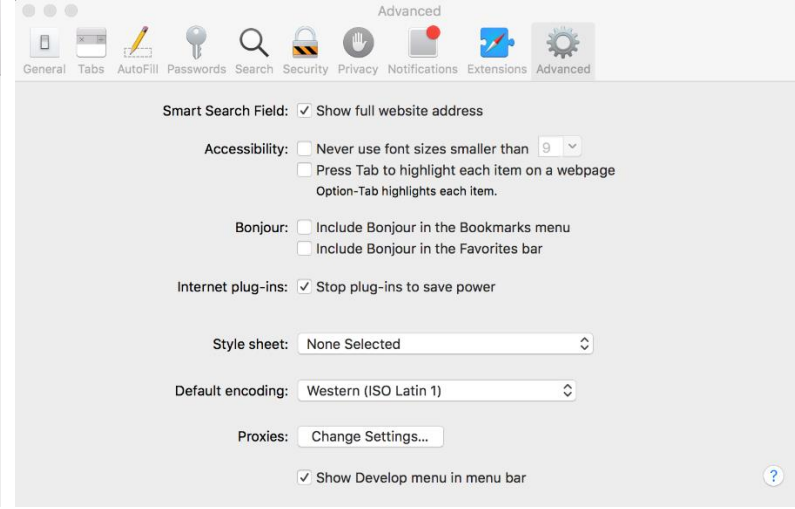 Advanced
General Tabs AutoFill Passwords Search Security Privacy Notifications Extensions Advanced
Smart Search Field: Show full website address
Accessibility: Never use font sizes smaller than 9
Press Tab to highlight each item on a webpage
Option-Tab highlights each item.
Bonjour: Include Bonjour in the Bookmarks menu
Include Bonjour in the Favorites bar
Internet plug-ins: Stop plug-ins to save power
Style sheet: None Selected
Default encoding: Western (ISO Latin 1)
Proxies: Change Settings...
Show Develop menu in menu bar
?